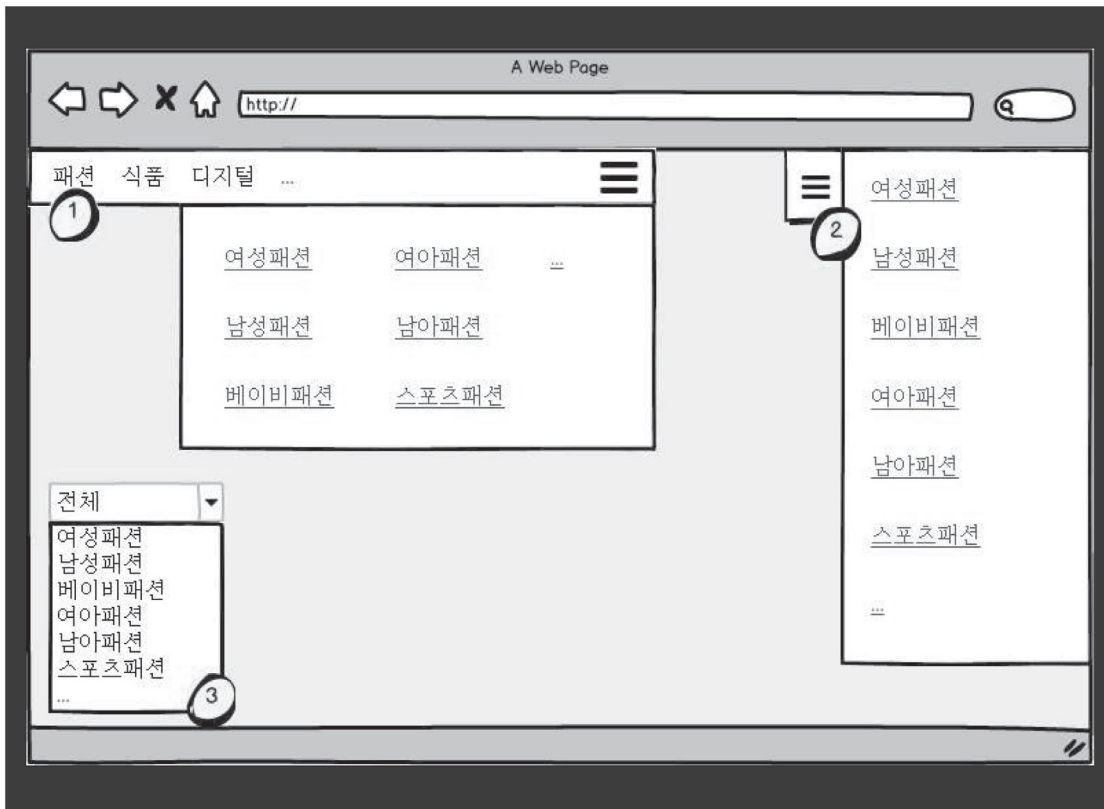 A Web Page
http://
패션 식품 디지털 ...
1
여성패션 여아패션 ...
남성패션 남아패션
베이비패션 스포츠패션
2
여성패션
남성패션
베이비패션
여아패션
남아패션
스포츠패션
...
전체
여성패션
남성패션
베이비패션
여아패션
남아패션
스포츠패션
...
3